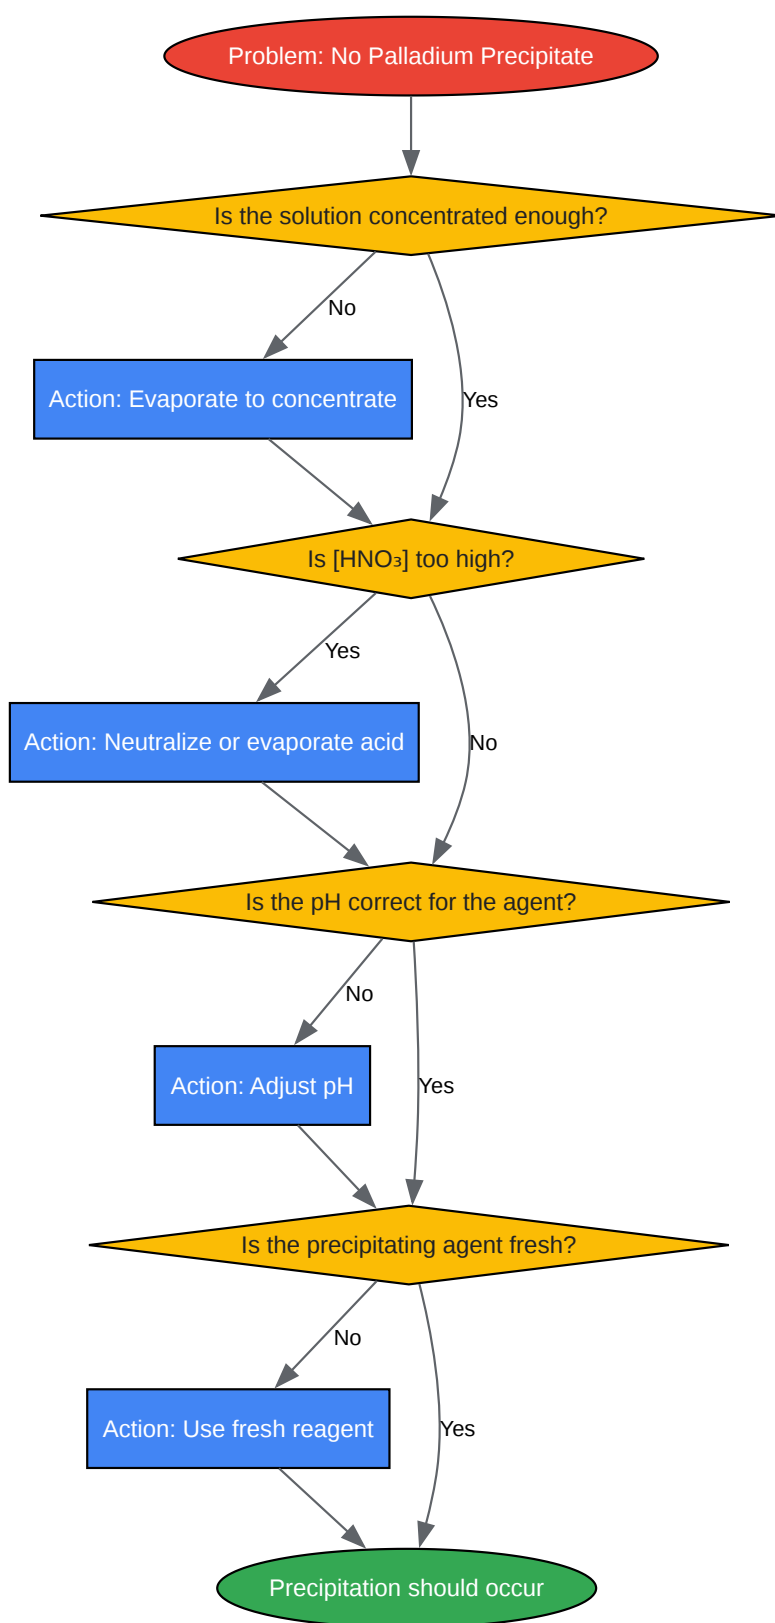 Problem: No Palladium Precipitate
Is the solution concentrated enough?
No
Action: Evaporate to concentrate
Yes
Is [HNO₃] too high?
Yes
Action: Neutralize or evaporate acid
No
Is the pH correct for the agent?
No
Action: Adjust pH
Yes
Is the precipitating agent fresh?
No
Action: Use fresh reagent
Yes
Precipitation should occur